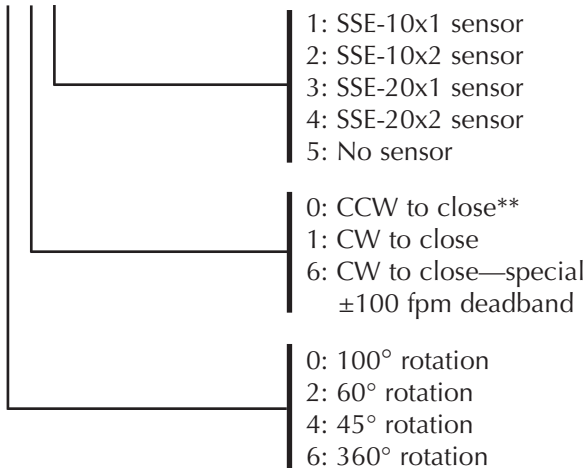 1: SSE-10x1 sensor
2: SSE-10x2 sensor
3: SSE-20x1 sensor
4: SSE-20x2 sensor
5: No sensor
0: CCW to close**
1: CW to close
6: CW to close—special
±100 fpm deadband
0: 100° rotation
2: 60° rotation
4: 45° rotation
6: 360° rotation